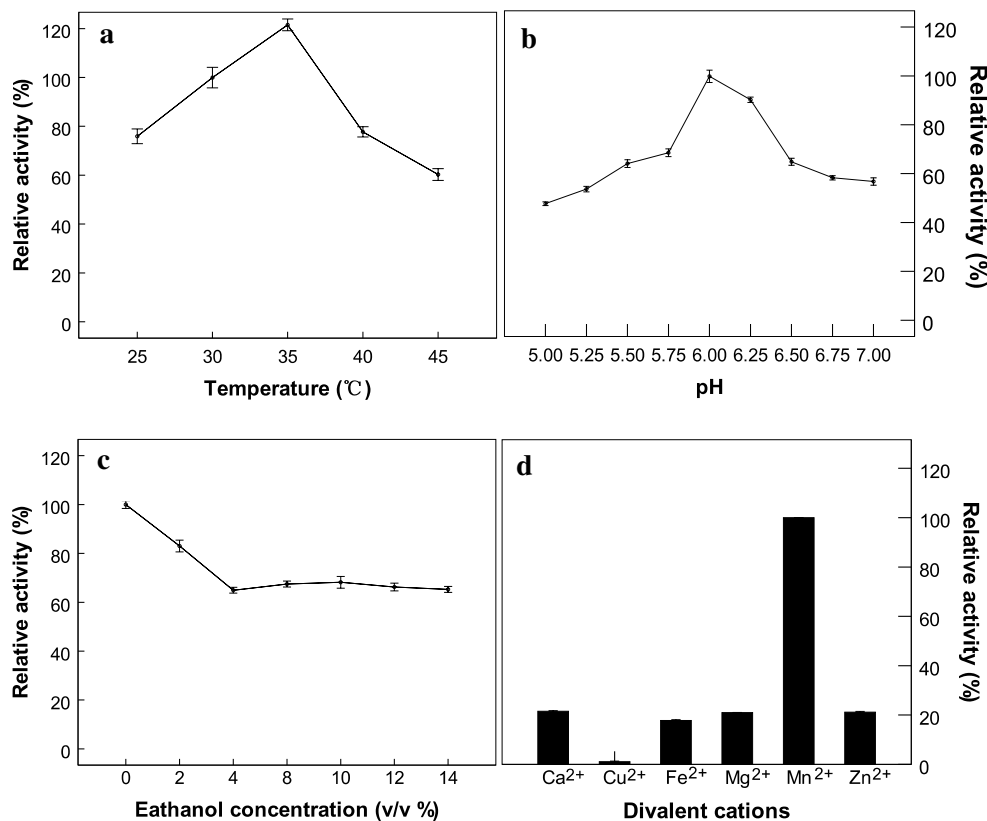 a
120
100
80
60
40
20
0
Relative activity (%)
25 30 35 40 45
Temperature (℃)
b
120
100
80
60
40
20
0
Relative activity (%)
5.00 5.25 5.50 5.75 6.00 6.25 6.50 6.75 7.00
pH
c
120
100
80
60
40
20
0
Relative activity (%)
0 2 4 8 10 12 14
Eathanol concentration (v/v %)
d
120
100
80
60
40
20
0
Relative activity (%)
Ca2+ Cu2+ Fe2+ Mg2+ Mn2+ Zn2+
Divalent cations